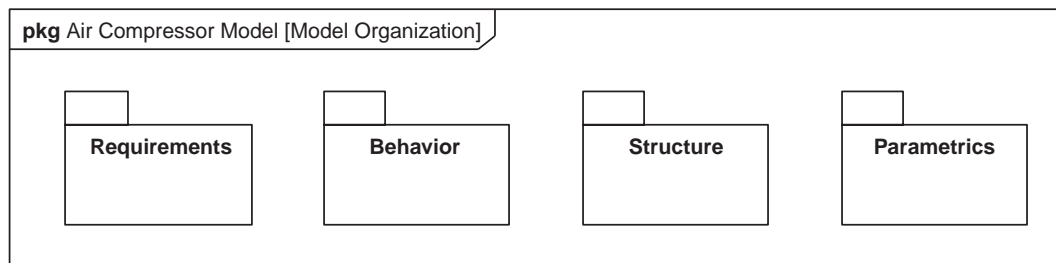 pkg Air Compressor Model [Model Organization]
Requirements
Behavior
Structure
Parametrics